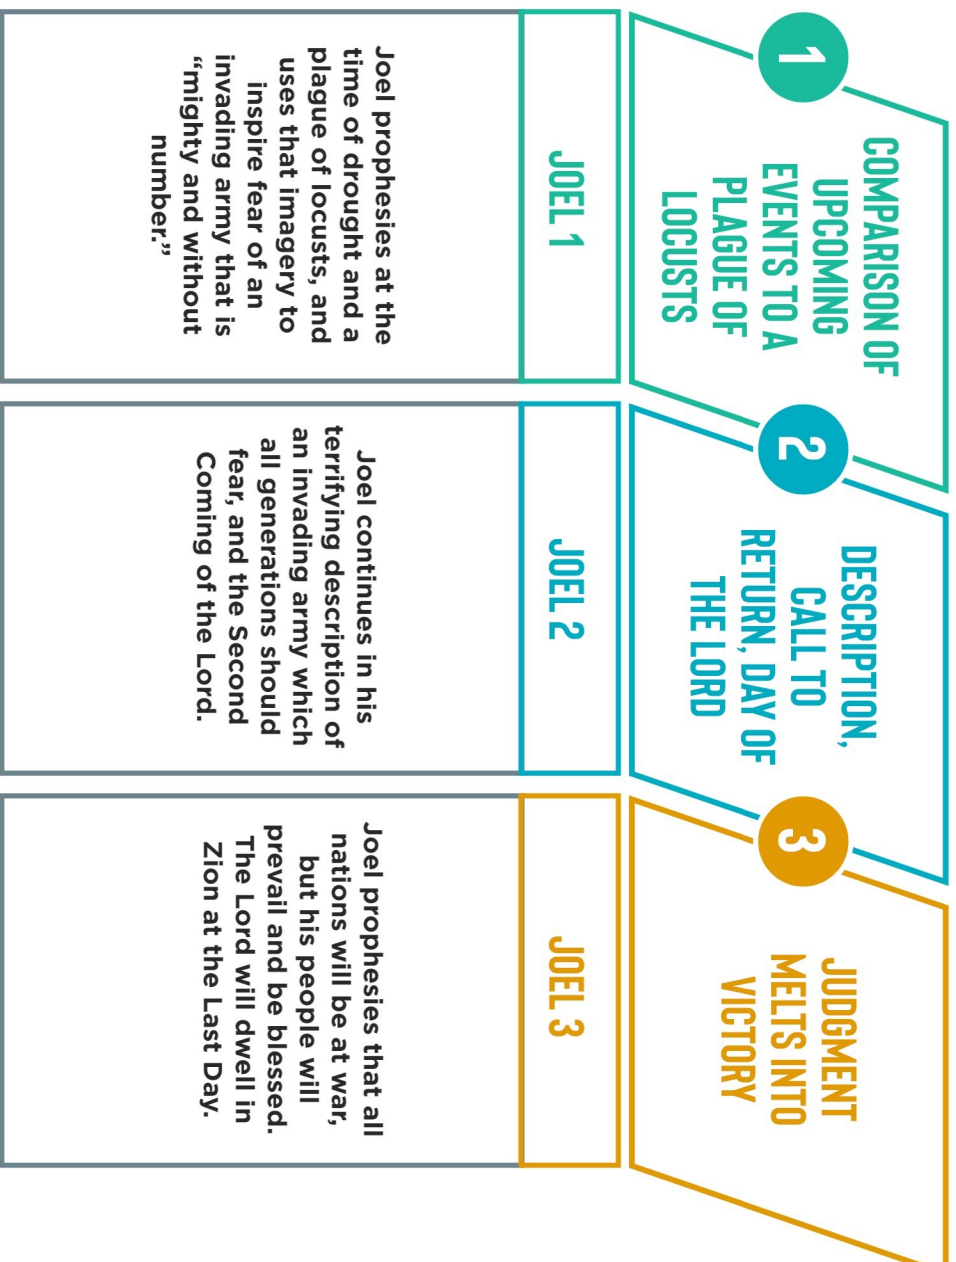 1
COMPARISON OF
UPCOMING
EVENTS TO A
PLAGUE OF
LOCUSTS
JOEL 1
Joel prophesies at the
time of drought and a
plague of locusts, and
uses that imagery to
inspire fear of an
invading army that is
“mighty and without
number.”
2
DESCRIPTION,
CALL TO
RETURN, DAY OF
THE LORD
JOEL 2
Joel continues in his
terrifying description of
an invading army which
all generations should
fear, and the Second
Coming of the Lord.
3
JUDGMENT
MELTS INTO
VICTORY
JOEL 3
Joel prophesies that all
nations will be at war,
but his people will
prevail and be blessed.
The Lord will dwell in
Zion at the Last Day.